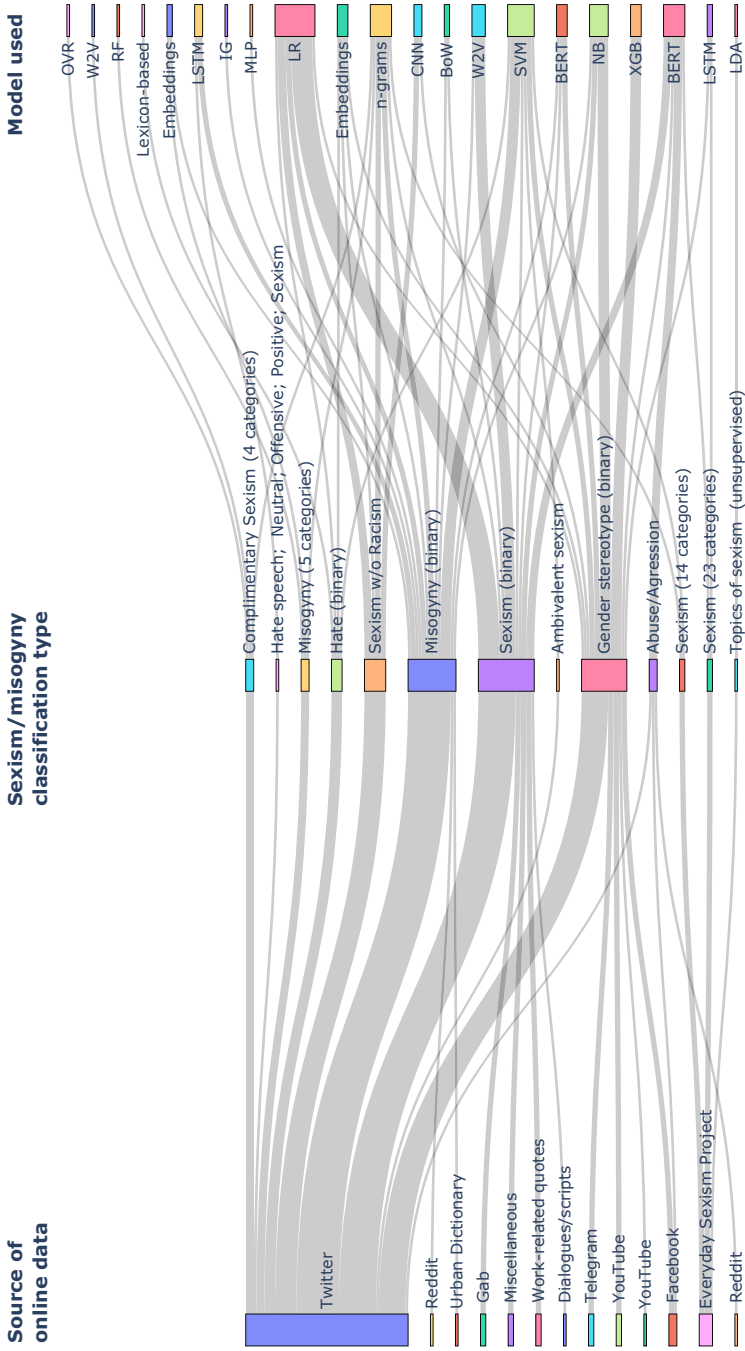 Source of
online data
Sexism/misogyny
classification type
Model used
Twitter
Reddit
Urban Dictionary
Gab
Miscellaneous
Work-related quotes
Dialogues/scripts
Telegram
YouTube
YouTube
Facebook
Everyday Sexism Project
Reddit
Complimentary Sexism (4 categories)
Hate speech; Neutral; Offensive; Positive; Sexism
Misogyny (5 categories)
Hate (binary)
Sexism w/o Racism
Misogyny (binary)
Sexism (binary)
Ambivalent sexism
Gender stereotype (binary)
Abuse/Agression
Sexism (14 categories)
Sexism (23 categories)
Topics of sexism (unsupervised)
OVR
W2V
RF
Lexicon-based
Embeddings
LSTM
IG
MLP
LR
Embeddings
n-grams
CNN
BoW
W2V
SVM
BERT
NB
XGB
BERT
LSTM
LDA